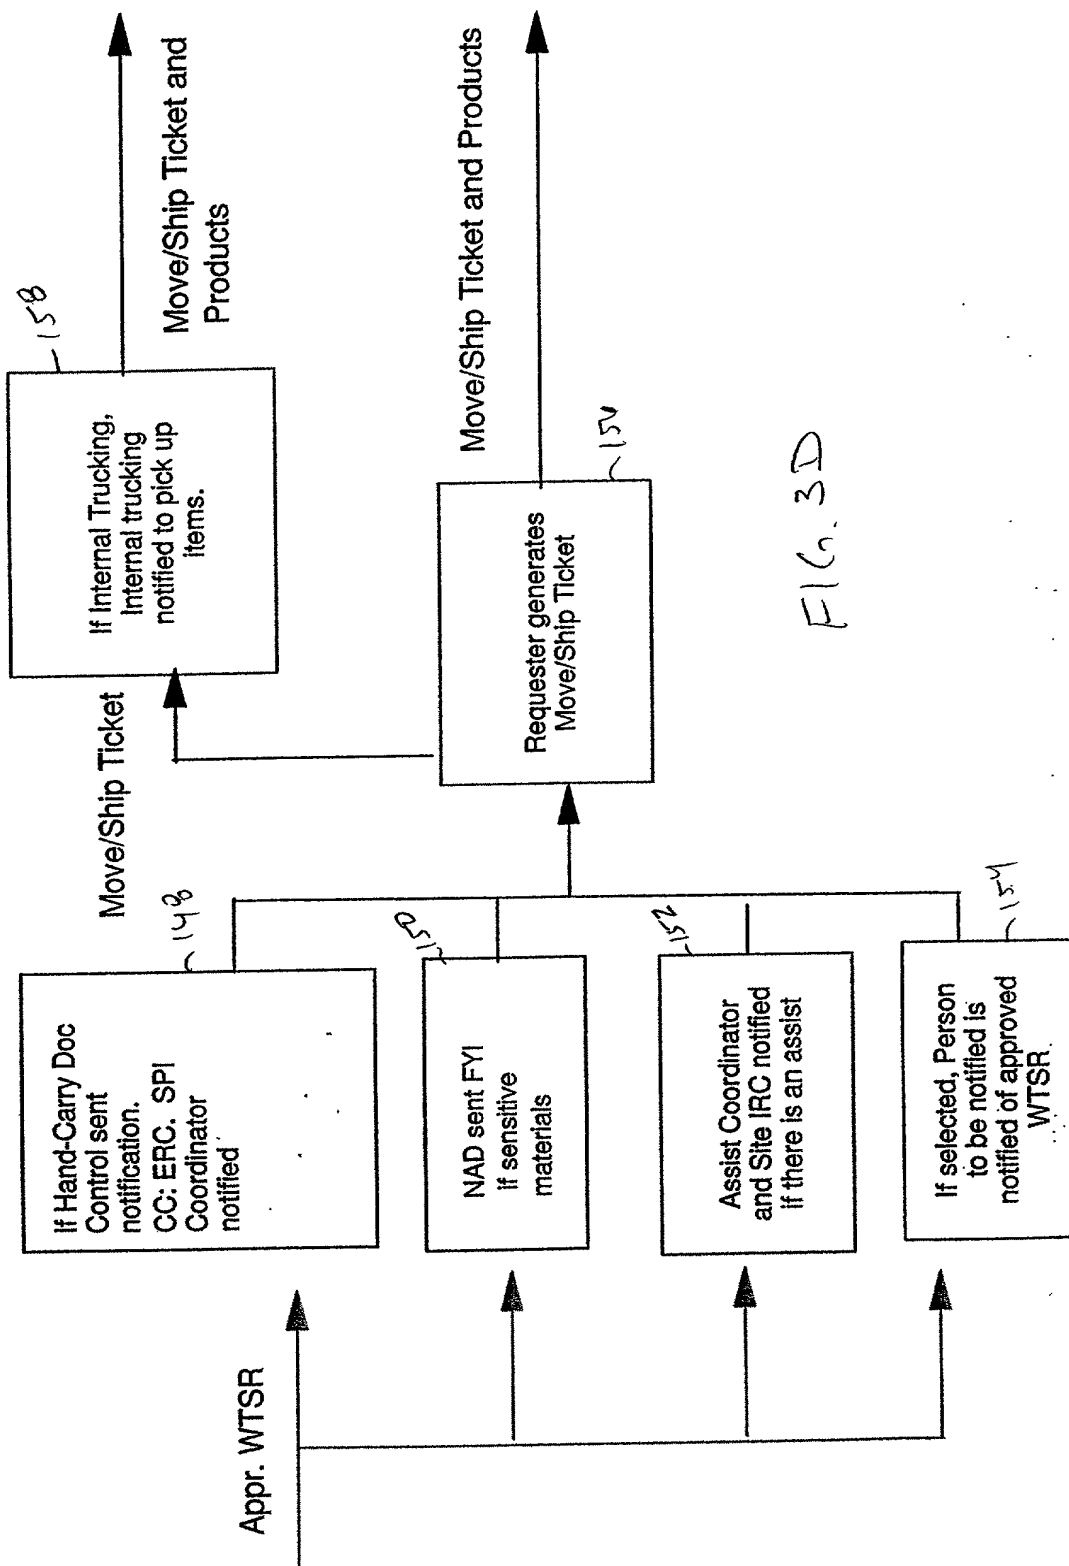 Appr. WTSR
If Hand-Carry Doc
Control sent
notification.
CC: ERC. SPI
Coordinator
notified
148
NAD sent FYI
if sensitive
materials
150
Assist Coordinator
and Site IRC notified
if there is an assist
152
If selected, Person
to be notified is
notified of approved
WTSR.
154
Move/Ship Ticket
Requester generates
Move/Ship Ticket
If Internal Trucking,
Internal trucking
notified to pick up
items.
158
Move/Ship Ticket and
Products
Move/Ship Ticket and Products
FIG. 3D